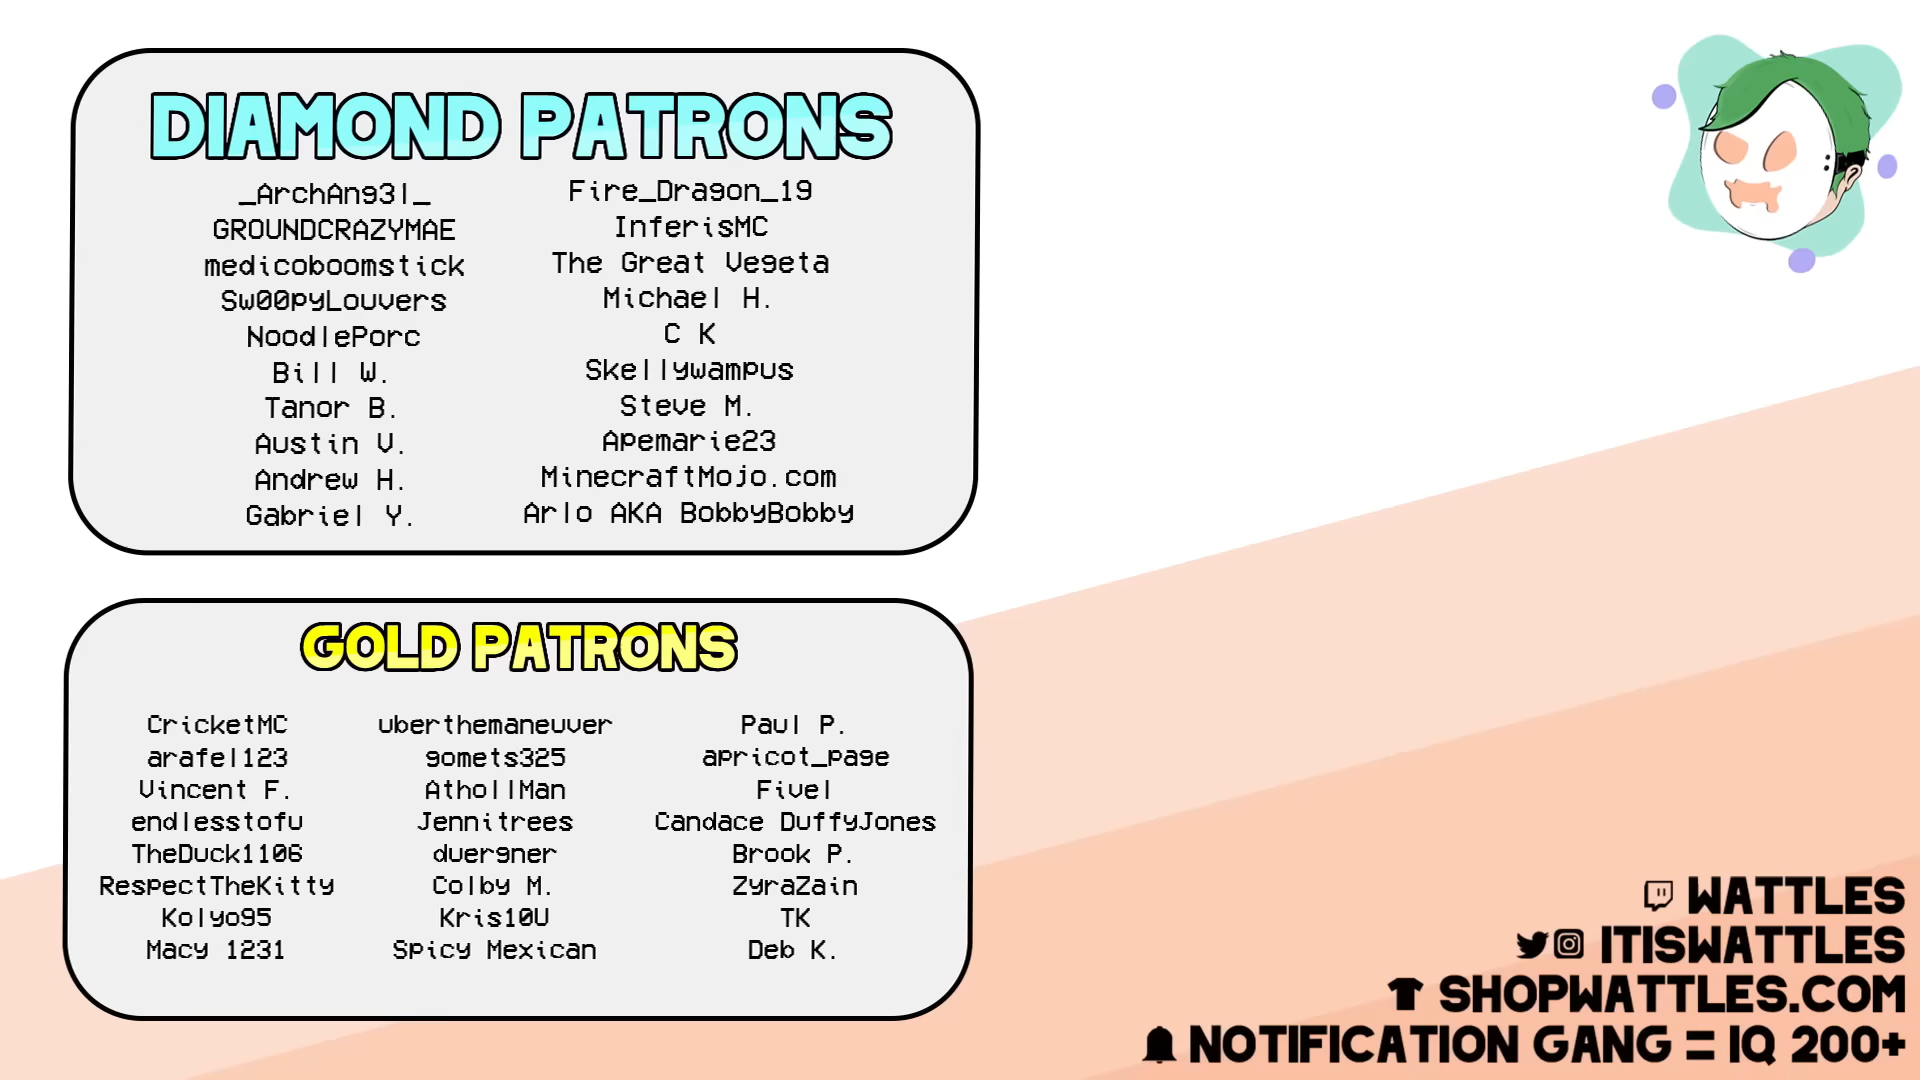 DIAMOND PATRONS
_ArchAng3l_
GROUNDCRAZYMAE
medicoboomstick
Sw00pyLouvers
NoodlePorc
Bill W.
Tanor B.
Austin V.
Andrew H.
Gabriel Y.
Fire_Dragon_19
InferisMC
The Great Vegeta
Michael H.
C K
Skellywampus
Steve M.
Apemarie23
MinecraftMojo.com
Arlo AKA BobbyBobby
GOLD PATRONS
CricketMC
arafel123
Vincent F.
endlesstofu
TheDuck1106
RespectTheKitty
Kolyo95
Macy 1231
uberthemaneuver
gomets325
AthollMan
Jennitrees
duergner
Colby M.
Kris10U
Spicy Mexican
Paul P.
apricot_page
Fivel
Candace DuffyJones
Brook P.
ZyraZain
TK
Deb K.
WATTLES
ITISWATTLES
SHOPWATTLES.COM
NOTIFICATION GANG = IQ 200+